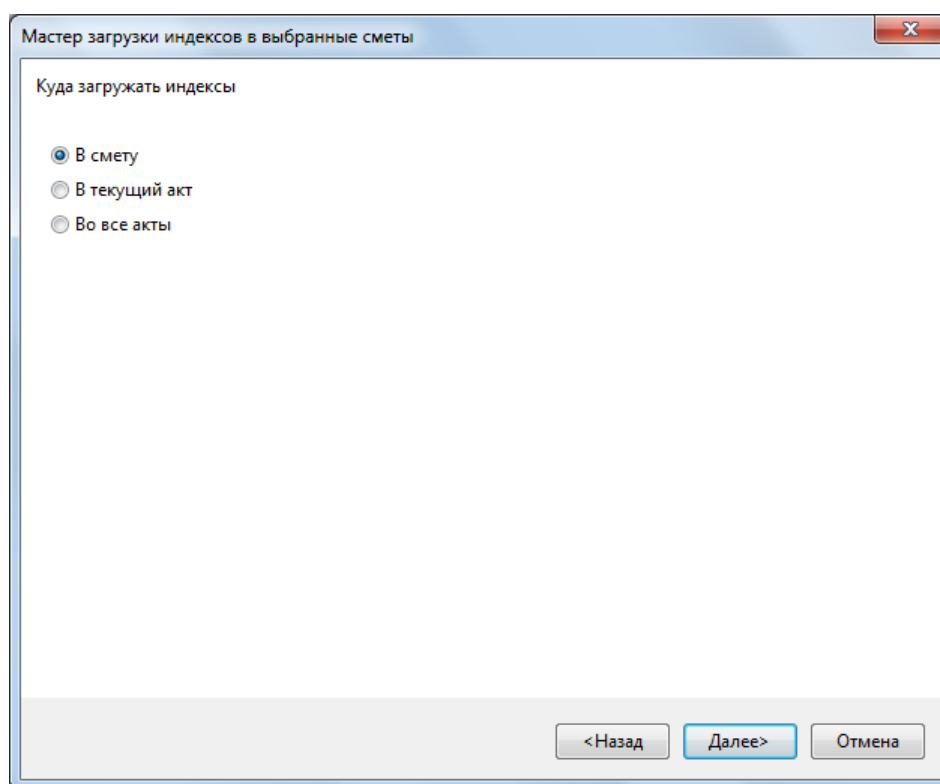 Мастер загрузки индексов в выбранные сметы
Куда загружать индексы
В смету
В текущий акт
Во все акты
<Назад Далее> Отмена